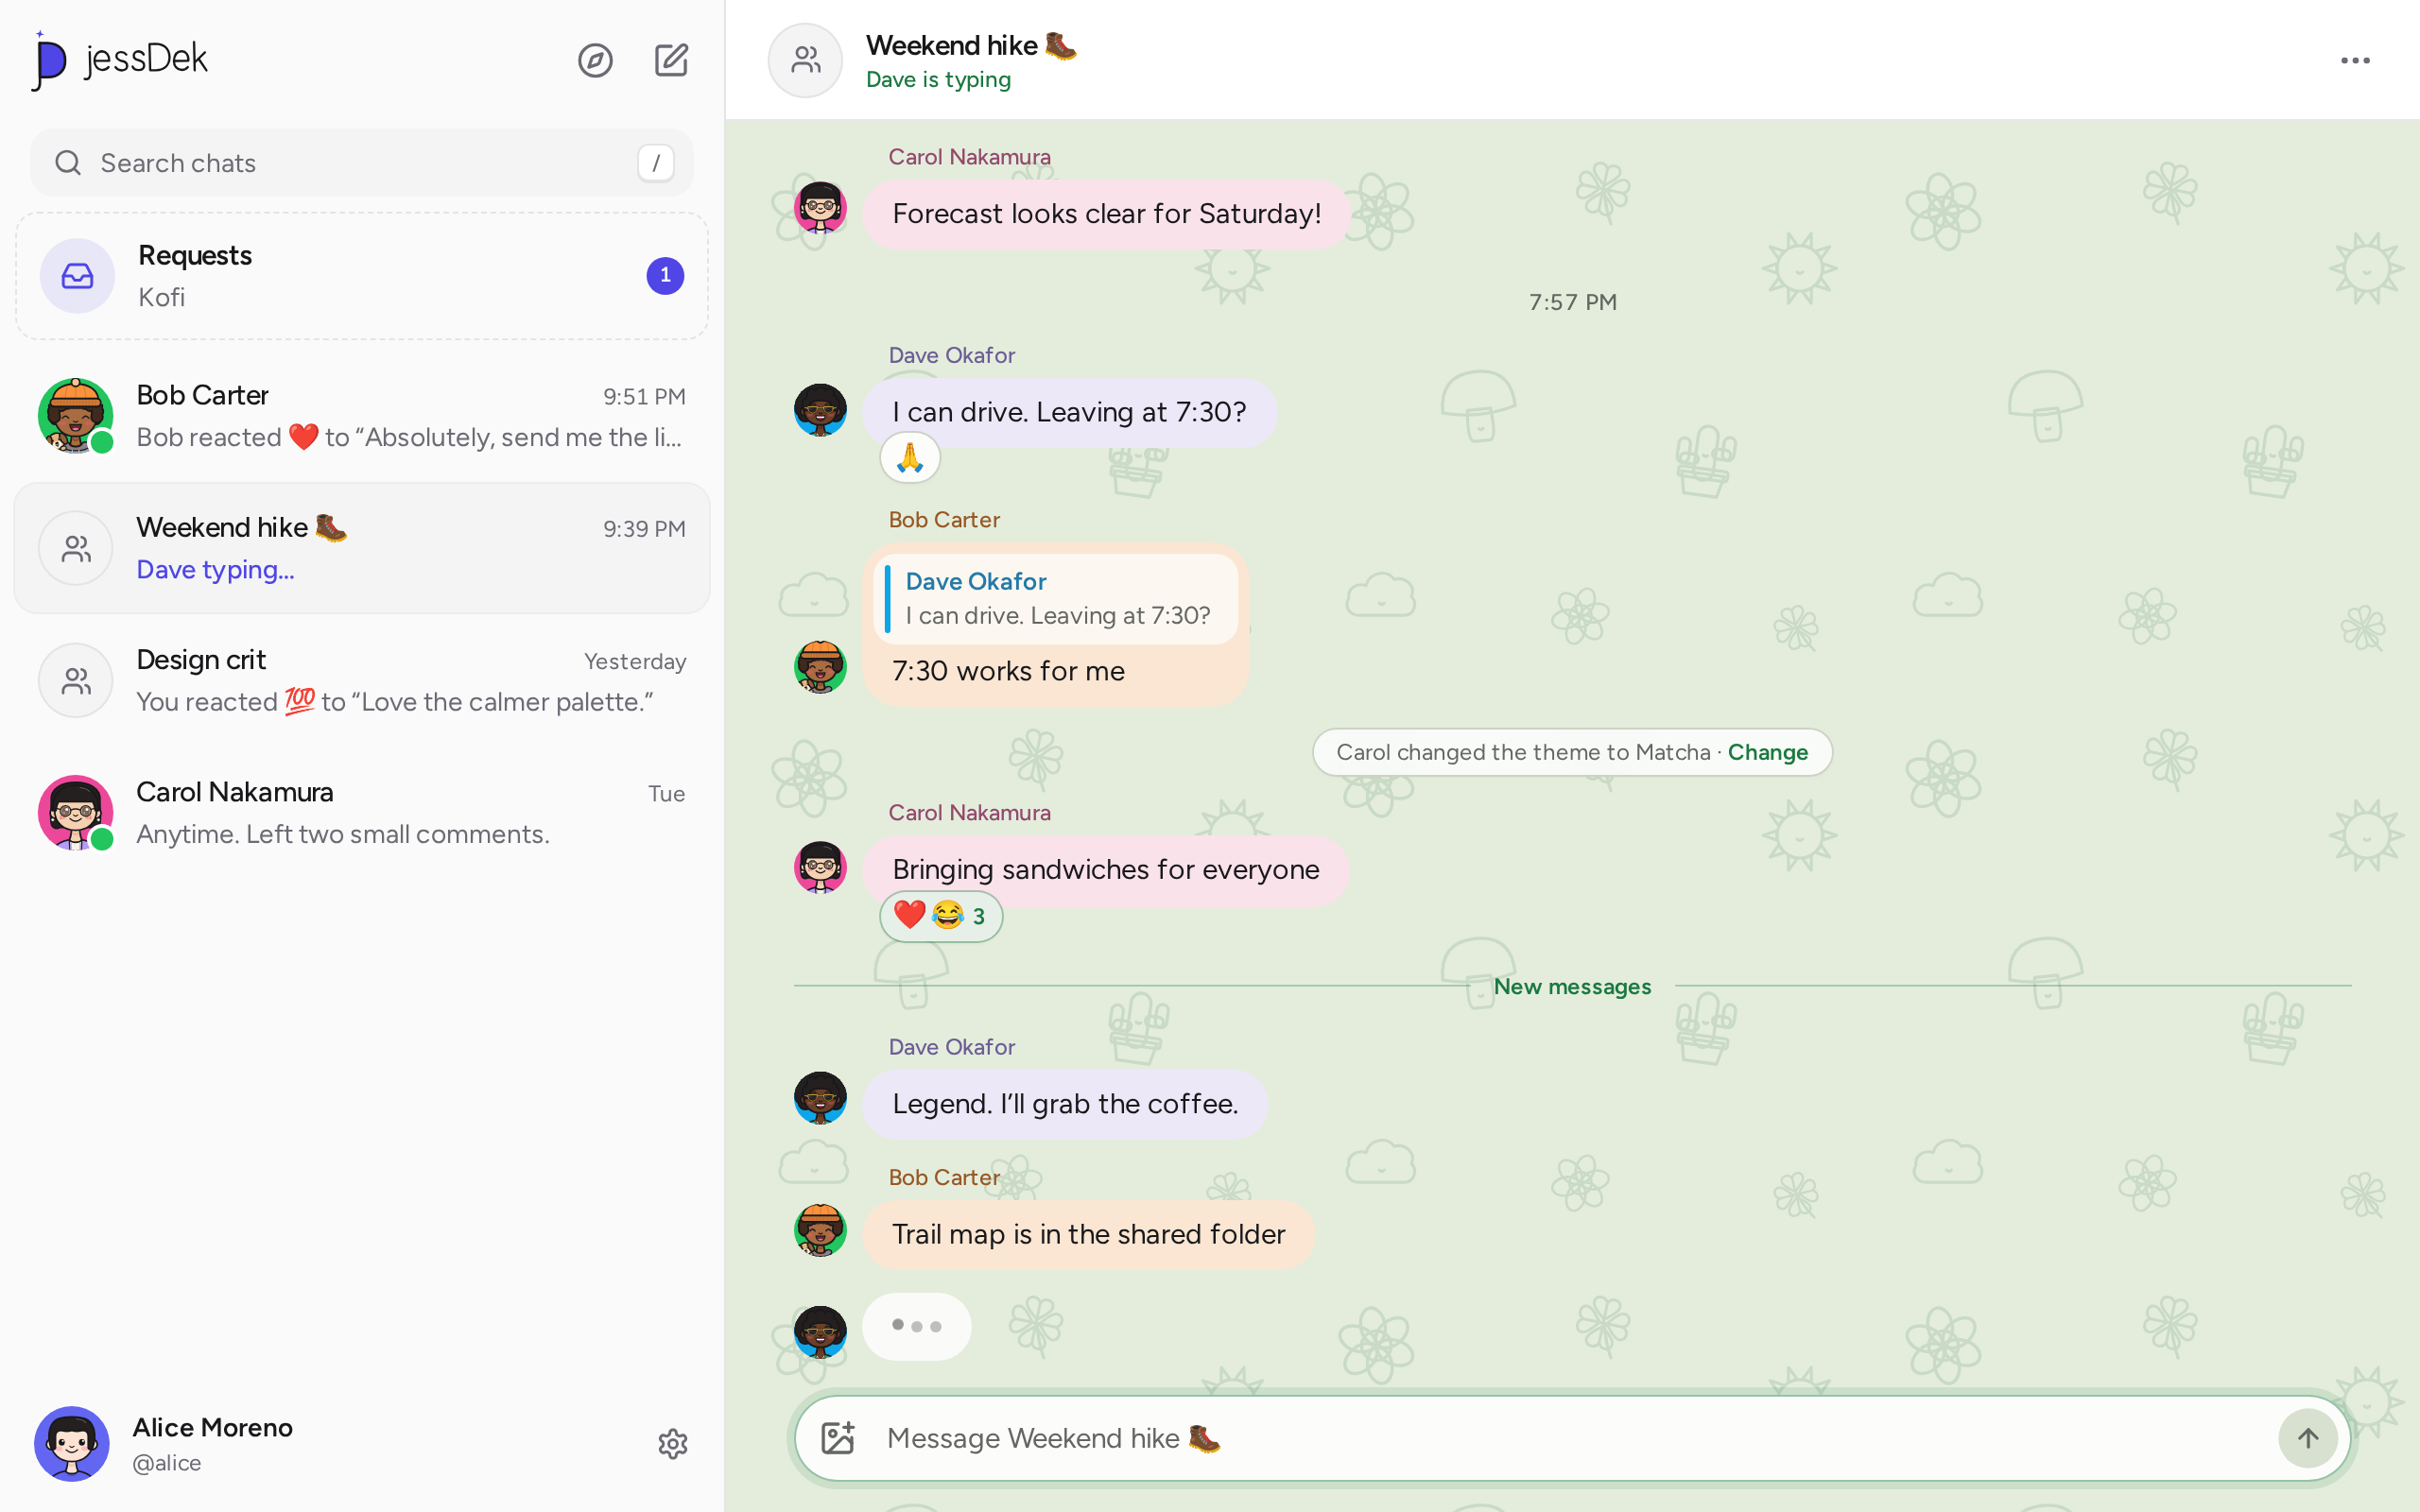 jessDek
Search chats
/
Requests
Kofi
1
Bob Carter
9:51 PM
Bob reacted ❤️ to “Absolutely, send me the li...
Weekend hike 🥾
9:39 PM
Dave typing...
Design crit
Yesterday
You reacted 💯 to “Love the calmer palette.”
Carol Nakamura
Tue
Anytime. Left two small comments.
Alice Moreno
@alice
Weekend hike 🥾
Dave is typing
Carol Nakamura
Forecast looks clear for Saturday!
7:57 PM
Dave Okafor
I can drive. Leaving at 7:30?
🙏
Bob Carter
Dave Okafor
I can drive. Leaving at 7:30?
7:30 works for me
Carol changed the theme to Matcha · Change
Carol Nakamura
Bringing sandwiches for everyone
❤️😂 3
New messages
Dave Okafor
Legend. I’ll grab the coffee.
Bob Carter
Trail map is in the shared folder
Message Weekend hike 🥾